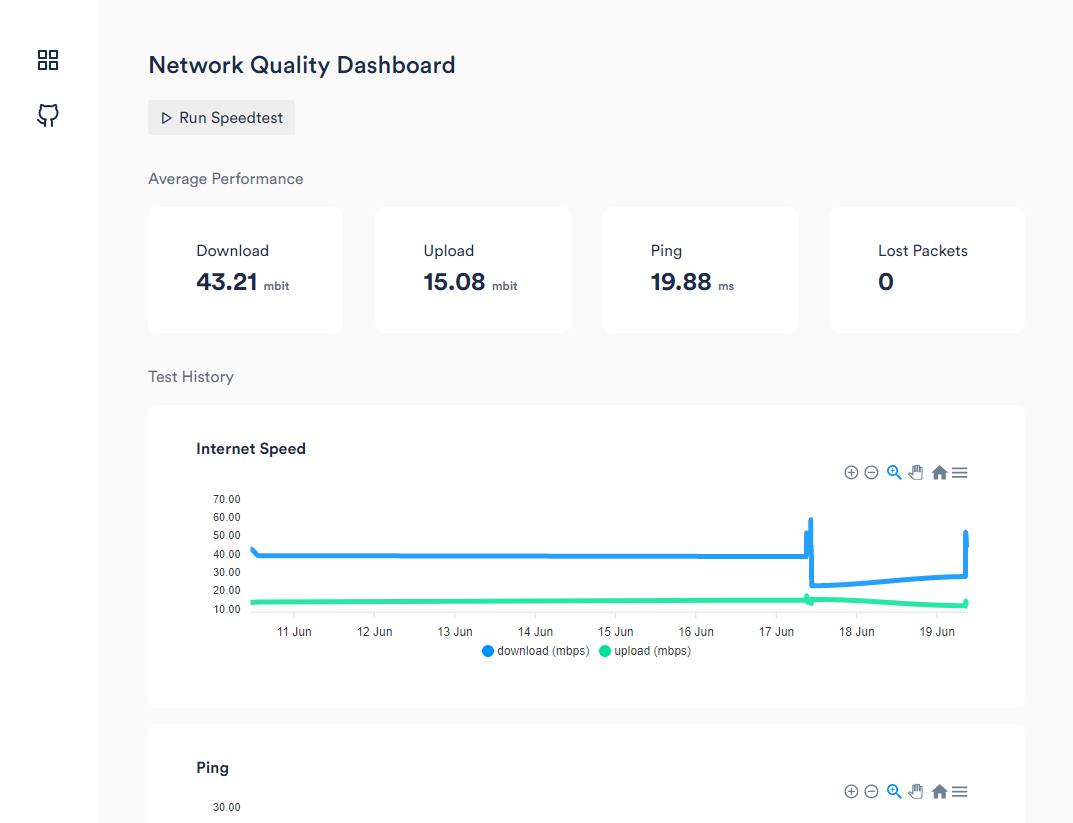 Network Quality Dashboard
Run Speedtest
Average Performance
Download
43.21 mbit
Upload
15.08 mbit
Ping
19.88 ms
Lost Packets
0
Test History
Internet Speed
70.00
60.00
50.00
40.00
30.00
20.00
10.00
11 Jun 12 Jun 13 Jun 14 Jun 15 Jun 16 Jun 17 Jun 18 Jun 19 Jun
download (mbps) upload (mbps)
Ping
30.00